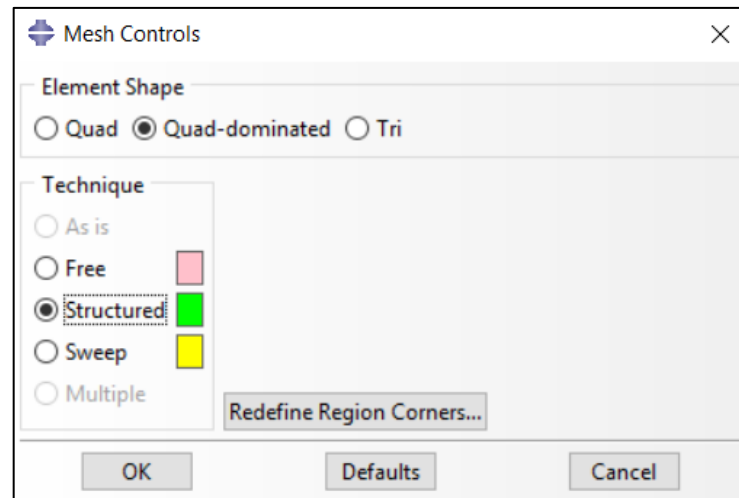 Mesh Controls
Element Shape
Quad Quad-dominated Tri
Technique
As is
Free
Structured
Sweep
Multiple
Redefine Region Corners...
OK Defaults Cancel